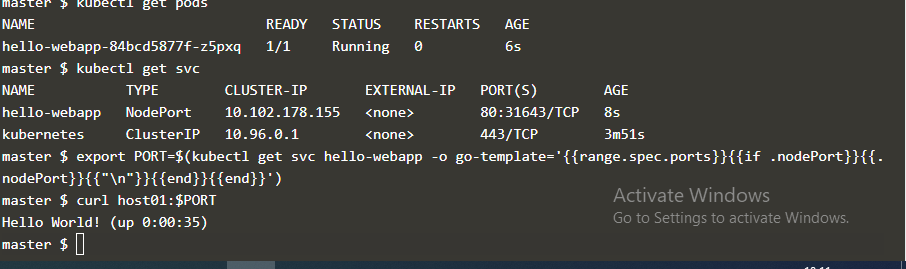 master $ kubectl get pods
NAME READY STATUS RESTARTS AGE
hello-webapp-84bcd5877f-z5pxq 1/1 Running 0 6s
master $ kubectl get svc
NAME TYPE CLUSTER-IP EXTERNAL-IP PORT(S) AGE
hello-webapp NodePort 10.102.178.155 <none> 80:31643/TCP 8s
kubernetes ClusterIP 10.96.0.1 <none> 443/TCP 3m51s
master $ export PORT=$(kubectl get svc hello-webapp -o go-template='{{range.spec.ports}}{{if .nodePort}}{{.
nodePort}}{{"\n"}}{{end}}{{end}}')
master $ curl host01:$PORT
Hello World! (up 0:00:35)
master $
Activate Windows
Go to Settings to activate Windows.